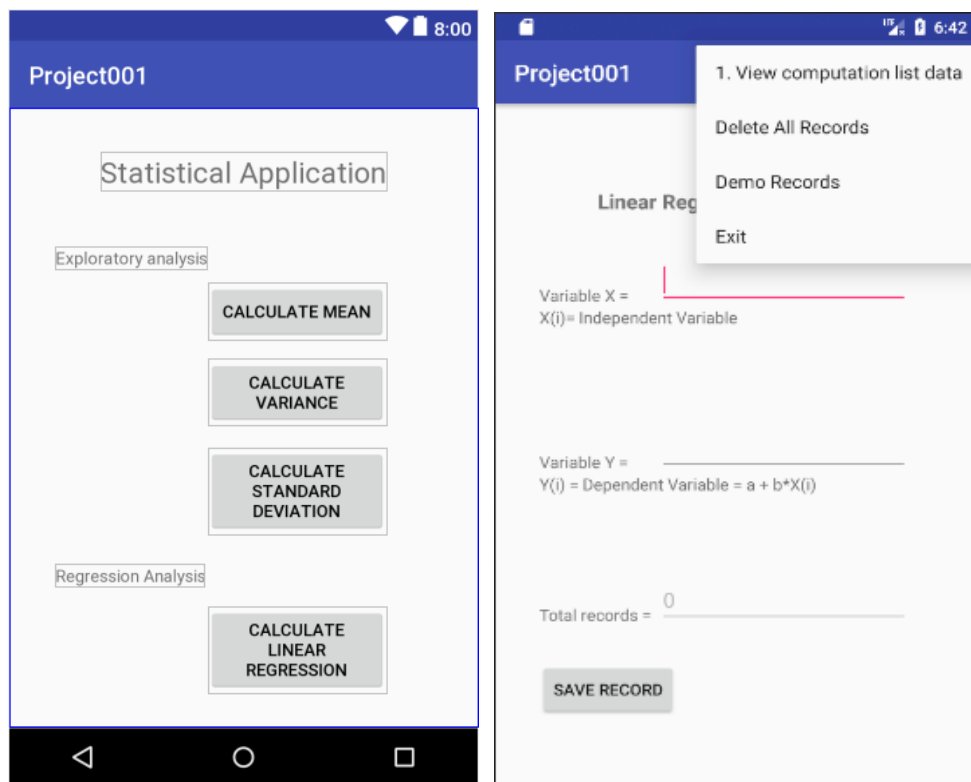 8:00
Project001
Statistical Application
Exploratory analysis
CALCULATE MEAN
CALCULATE
VARIANCE
CALCULATE
STANDARD
DEVIATION
Regression Analysis
CALCULATE
LINEAR
REGRESSION
6:42
Project001
1. View computation list data
Delete All Records
Demo Records
Exit
Linear Reg
Variable X =
X(i)= Independent Variable
Variable Y =
Y(i) = Dependent Variable = a + b*X(i)
Total records = 0
SAVE RECORD